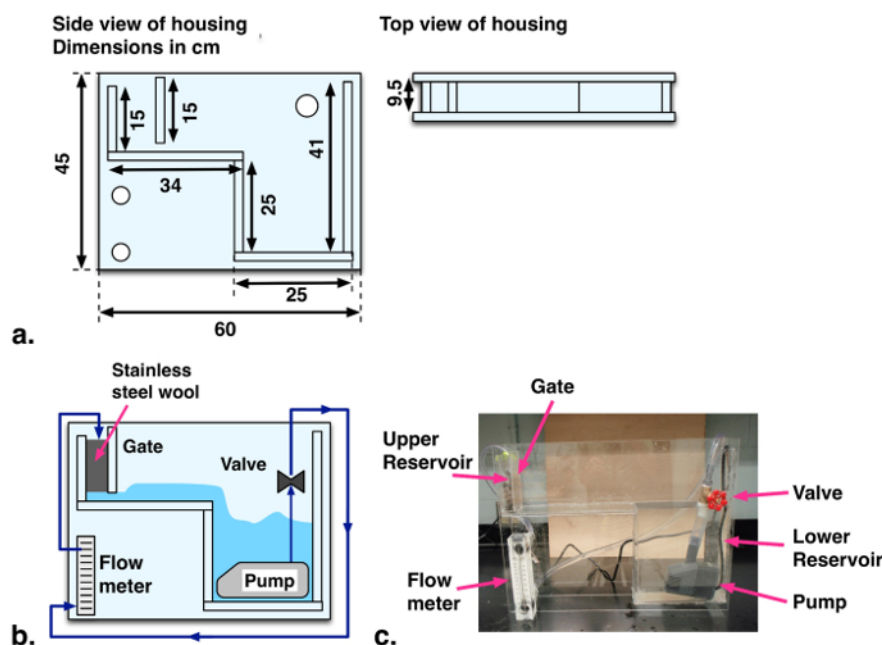 Side view of housing
Dimensions in cm
Top view of housing
15
15
41
45
34
25
25
60
9.5
a.
Stainless
steel wool
Gate
Valve
Flow
meter
Pump
b.
Gate
Upper
Reservoir
Valve
Lower
Reservoir
Flow
meter
Pump
c.